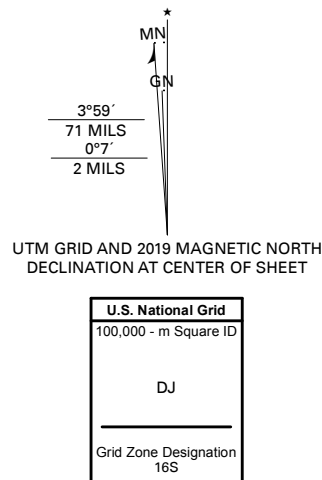 ★
MN
GN
3°59´
71 MILS
0°7´
2 MILS
UTM GRID AND 2019 MAGNETIC NORTH
DECLINATION AT CENTER OF SHEET
U.S. National Grid
100,000 - m Square ID
DJ
Grid Zone Designation
16S